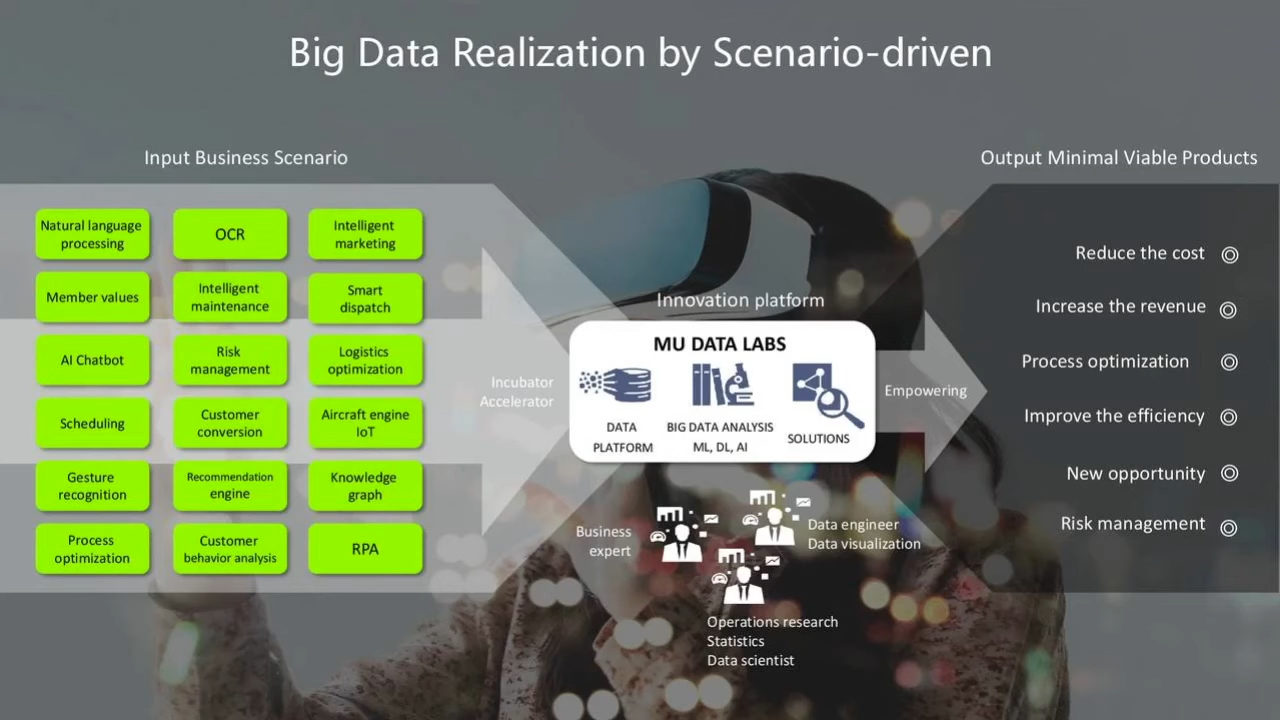 Big Data Realization by Scenario-driven
Input Business Scenario
Output Minimal Viable Products
Natural language
processing
OCR
Intelligent
marketing
Member values
Intelligent
maintenance
Smart
dispatch
AI Chatbot
Risk
management
Logistics
optimization
Scheduling
Customer
conversion
Aircraft engine
IoT
Gesture
recognition
Recommendation
engine
Knowledge
graph
Process
optimization
Customer
behavior analysis
RPA
Incubator
Accelerator
Innovation platform
MU DATA LABS
DATA
PLATFORM
BIG DATA ANALYSIS
ML, DL, AI
SOLUTIONS
Business
expert
Data engineer
Data visualization
Operations research
Statistics
Data scientist
Empowering
Reduce the cost
Increase the revenue
Process optimization
Improve the efficiency
New opportunity
Risk management